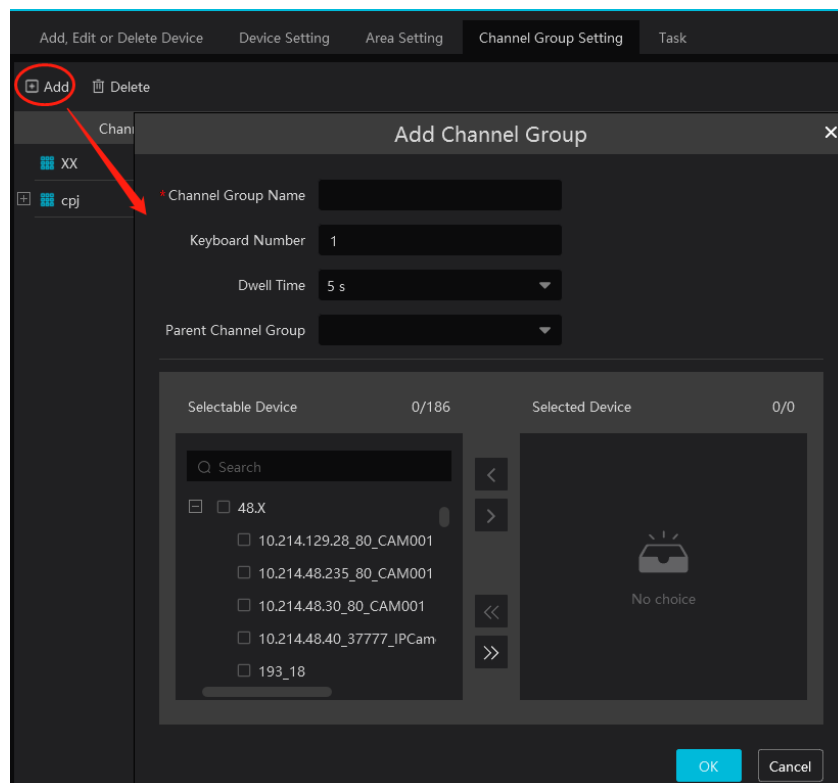 Add, Edit or Delete Device Device Setting Area Setting Channel Group Setting Task
Add Delete
Add Channel Group
XX
cpj
* Channel Group Name
Keyboard Number 1
Dwell Time 5 s
Parent Channel Group
Selectable Device 0/186 Selected Device 0/0
Search
48.X
10.214.129.28_80_CAM001
10.214.48.235_80_CAM001
10.214.48.30_80_CAM001
No choice
10.214.48.40_37777_IPCam
193_18
OK Cancel